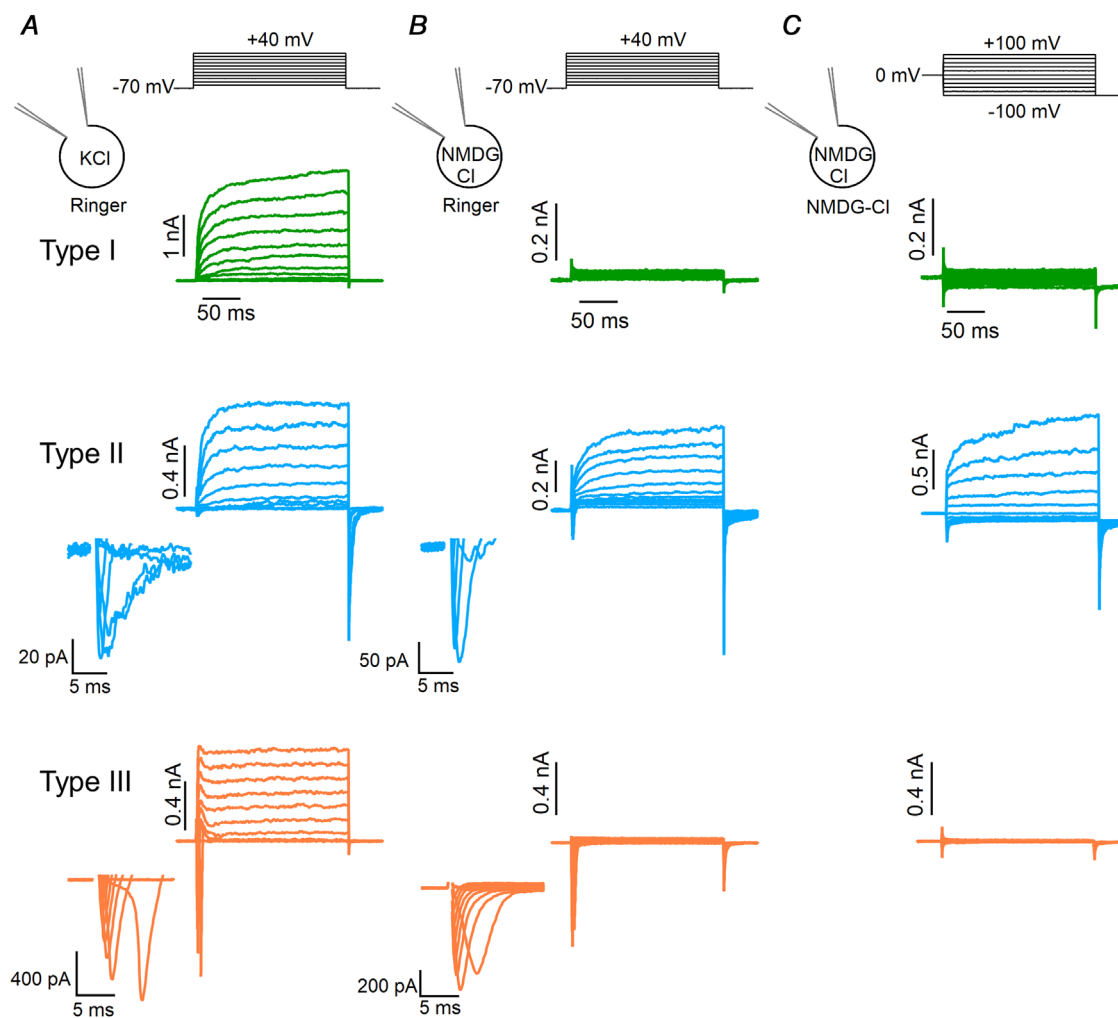 A
B
C
+40 mV
-70 mV
+40 mV
-70 mV
+100 mV
0 mV
-100 mV
KCl
Ringer
NMDG
Cl
Ringer
NMDG
Cl
NMDG-Cl
Type I
1 nA
50 ms
0.2 nA
50 ms
0.2 nA
50 ms
Type II
0.4 nA
20 pA
5 ms
0.2 nA
50 pA
5 ms
0.5 nA
Type III
0.4 nA
400 pA
5 ms
0.4 nA
200 pA
5 ms
0.4 nA